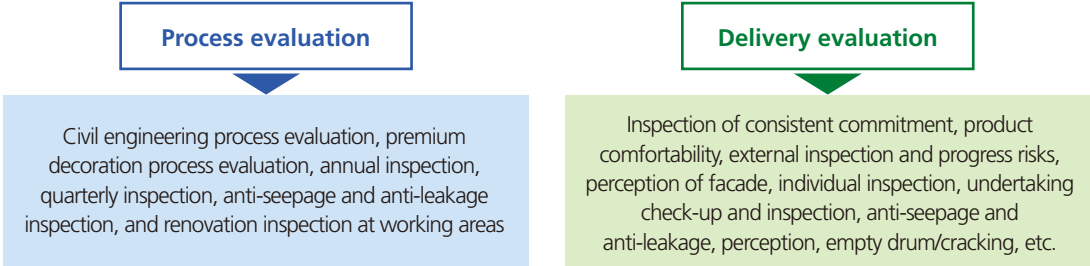 Process evaluation
Civil engineering process evaluation, premium
decoration process evaluation, annual inspection,
quarterly inspection, anti-seepage and anti-leakage
inspection, and renovation inspection at working areas
Delivery evaluation
Inspection of consistent commitment, product
comfortability, external inspection and progress risks,
perception of facade, individual inspection, undertaking
check-up and inspection, anti-seepage and
anti-leakage, perception, empty drum/cracking, etc.